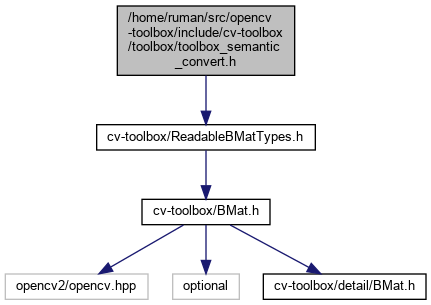 /home/ruman/src/opencv
-toolbox/include/cv-toolbox
/toolbox/toolbox_semantic
_convert.h
cv-toolbox/ReadableBMatTypes.h
cv-toolbox/BMat.h
opencv2/opencv.hpp
optional
cv-toolbox/detail/BMat.h